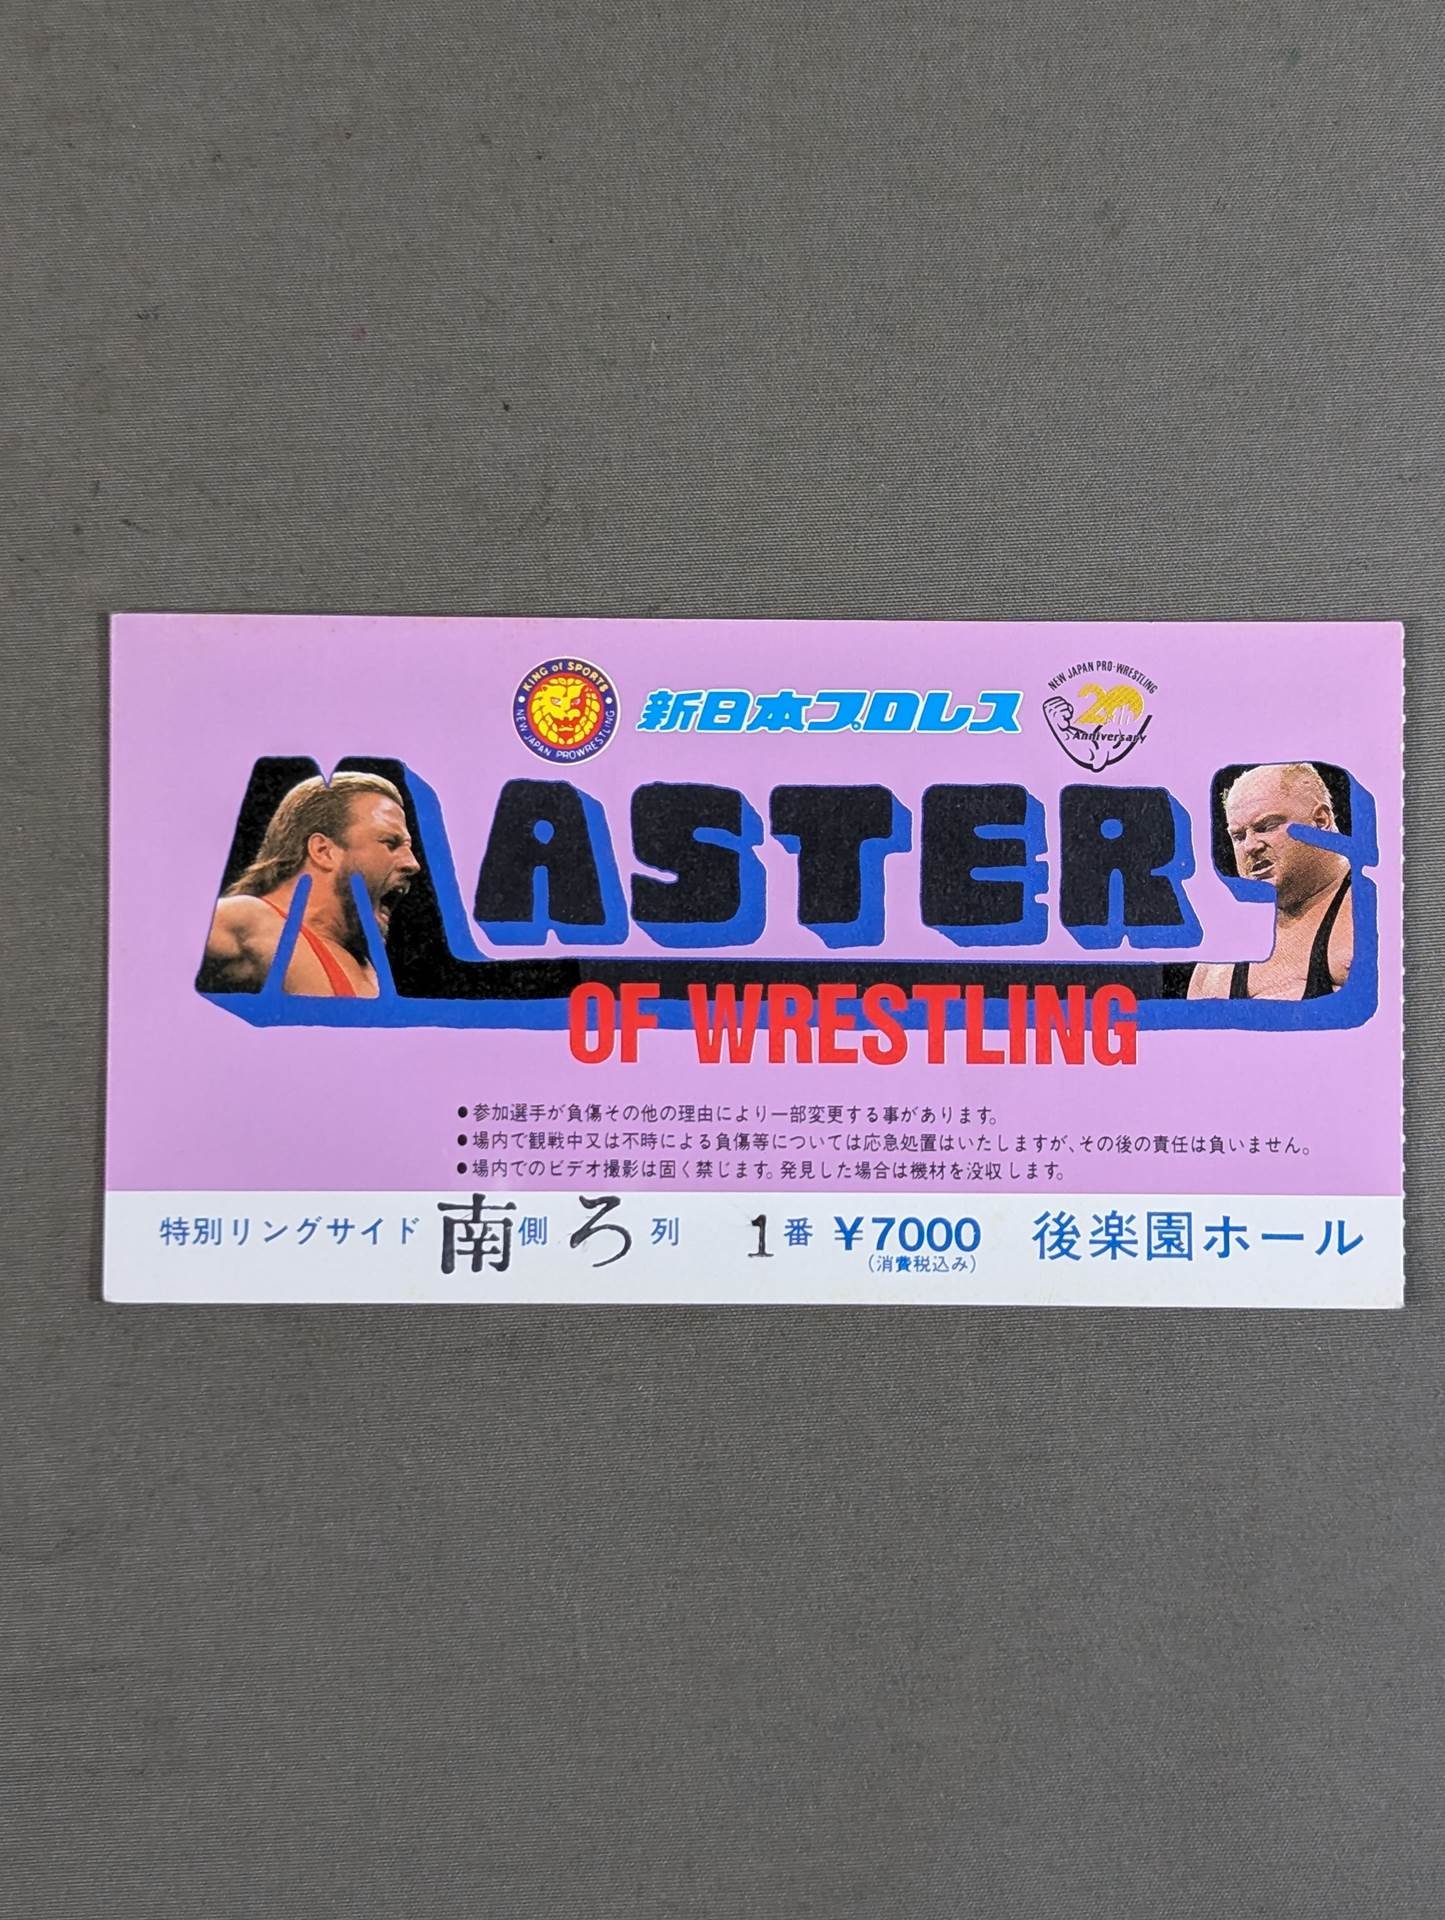 KING of SPORTS
NEW JAPAN PROWRESTLING
新日本プロレス
NEW JAPAN PRO-WRESTLING
20th
Anniversary
MASTERS
OF WRESTLING
●参加選手が負傷その他の理由により一部変更する事があります。
●場内で観戦中又は不時による負傷等については応急処置はいたしますが、その後の責任は負いません。
●場内でのビデオ撮影は固く禁じます。発見した場合は機材を没収します。
特別リングサイド 南側 ろ列 1番 ¥7000 後楽園ホール
(消費税込み)